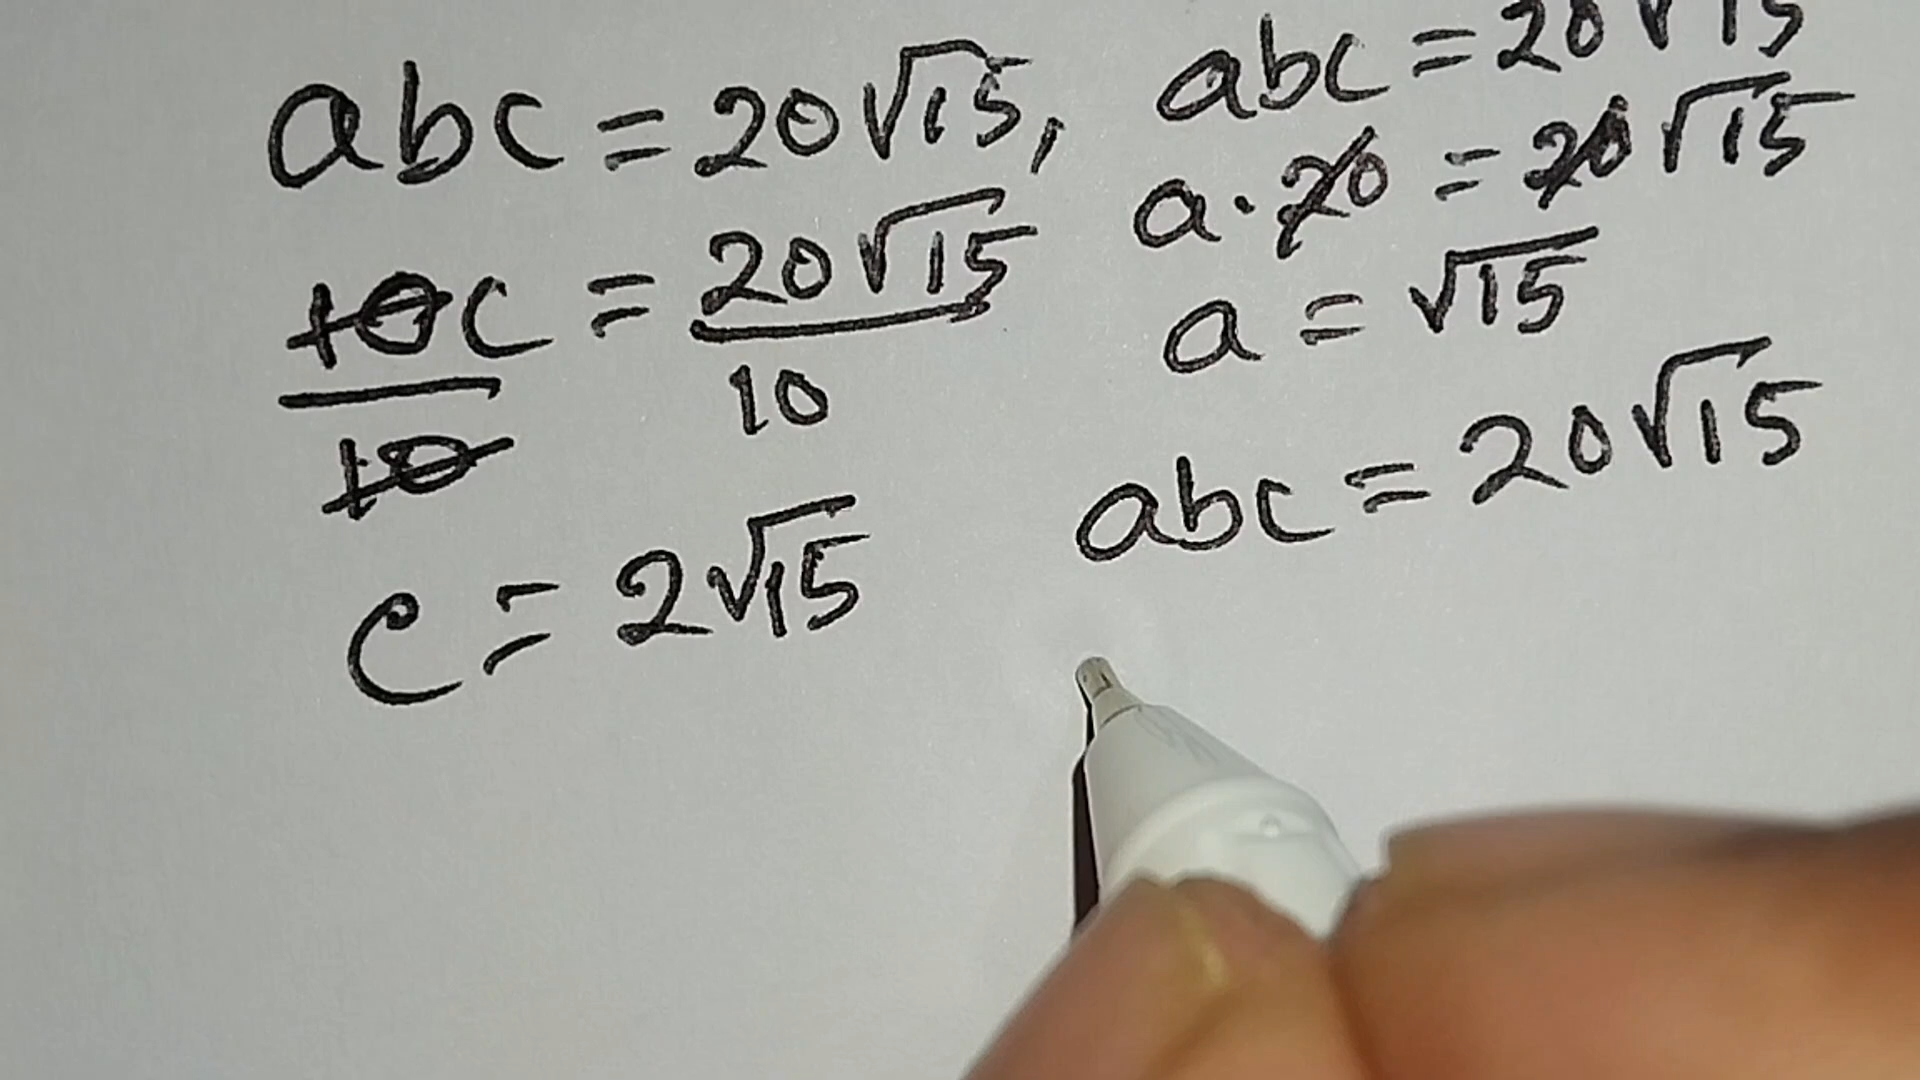 abc = 20√15,
10c/10 = 20√15/10
c = 2√15
abc = 20√15
a·20 = 20√15
a = √15
abc = 20√15